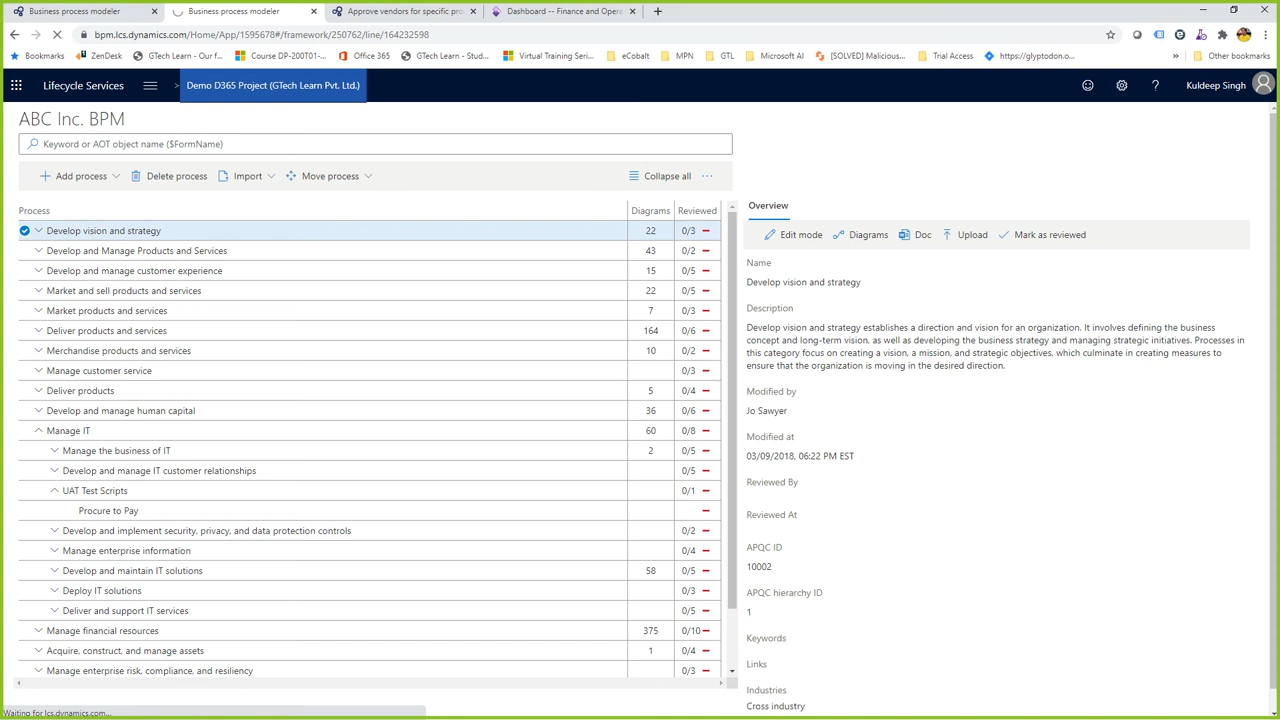 Business process modeler
Business process modeler
Approve vendors for specific pro
Dashboard -- Finance and Opera
bpm.lcs.dynamics.com/Home/App/1595678#/framework/250762/line/164232598
Bookmarks
ZenDesk
GTech Learn - Our f...
Course DP-200T01-...
Office 365
GTech Learn - Stud...
Virtual Training Seri...
eCobalt
MPN
GTL
Microsoft AI
[SOLVED] Malicious...
Trial Access
https://glyptodon.o...
»
Other bookmarks
Lifecycle Services
> Demo D365 Project (GTech Learn Pvt. Ltd.)
Kuldeep Singh
ABC Inc. BPM
Keyword or AOT object name ($FormName)
Add process
Delete process
Import
Move process
Collapse all
...
Process Diagrams Reviewed
Develop vision and strategy 22 0/3
Develop and Manage Products and Services 43 0/2
Develop and manage customer experience 15 0/5
Market and sell products and services 22 0/5
Market products and services 7 0/3
Deliver products and services 164 0/6
Merchandise products and services 10 0/2
Manage customer service 0/3
Deliver products 5 0/4
Develop and manage human capital 36 0/6
Manage IT 60 0/8
Manage the business of IT 2 0/5
Develop and manage IT customer relationships 0/5
UAT Test Scripts 0/1
Procure to Pay
Develop and implement security, privacy, and data protection controls 0/2
Manage enterprise information 0/4
Develop and maintain IT solutions 58 0/5
Deploy IT solutions 0/3
Deliver and support IT services 0/5
Manage financial resources 375 0/10
Acquire, construct, and manage assets 1 0/4
Manage enterprise risk, compliance, and resiliency 0/3
Overview
Edit mode
Diagrams
Doc
Upload
Mark as reviewed
Name
Develop vision and strategy
Description
Develop vision and strategy establishes a direction and vision for an organization. It involves defining the business
concept and long-term vision, as well as developing the business strategy and managing strategic initiatives. Processes in
this category focus on creating a vision, a mission, and strategic objectives, which culminate in creating measures to
ensure that the organization is moving in the desired direction.
Modified by
Jo Sawyer
Modified at
03/09/2018, 06:22 PM EST
Reviewed By
Reviewed At
APQC ID
10002
APQC hierarchy ID
1
Keywords
Links
Industries
Cross industry
Waiting for lcs.dynamics.com...